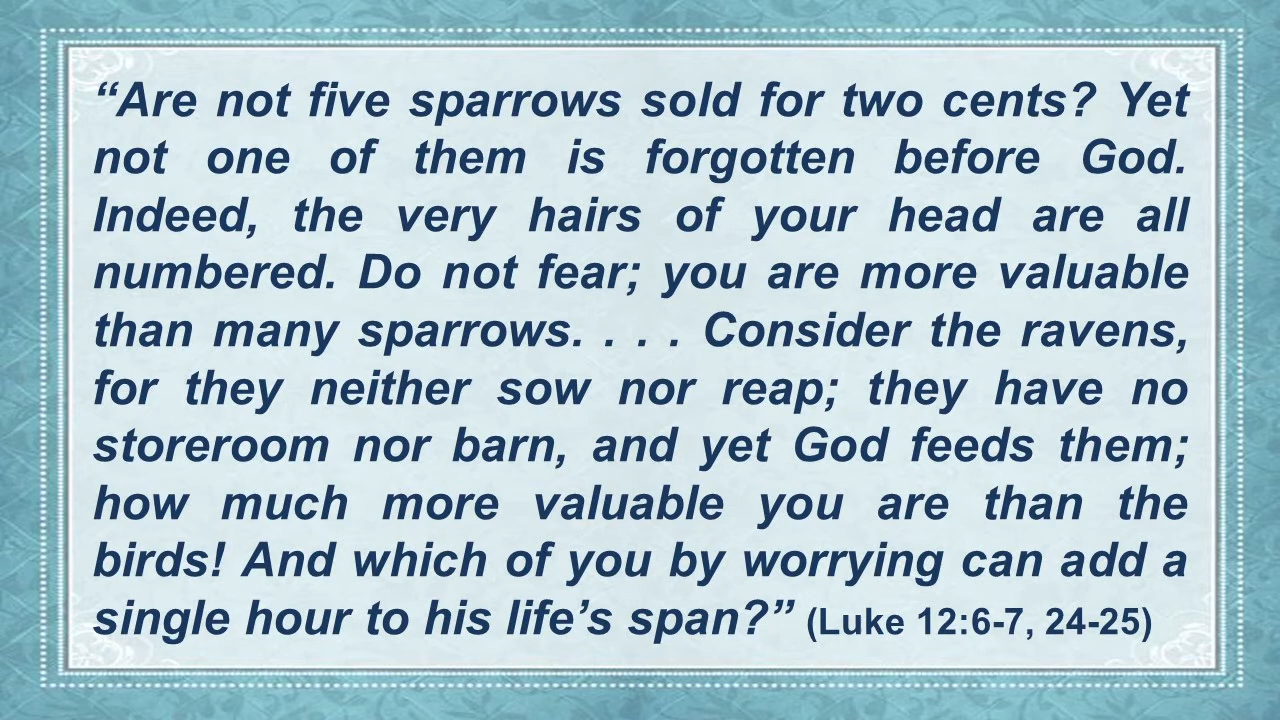 “Are not five sparrows sold for two cents? Yet
not one of them is forgotten before God.
Indeed, the very hairs of your head are all
numbered. Do not fear; you are more valuable
than many sparrows. . . . Consider the ravens,
for they neither sow nor reap; they have no
storeroom nor barn, and yet God feeds them;
how much more valuable you are than the
birds! And which of you by worrying can add a
single hour to his life’s span?” (Luke 12:6-7, 24-25)